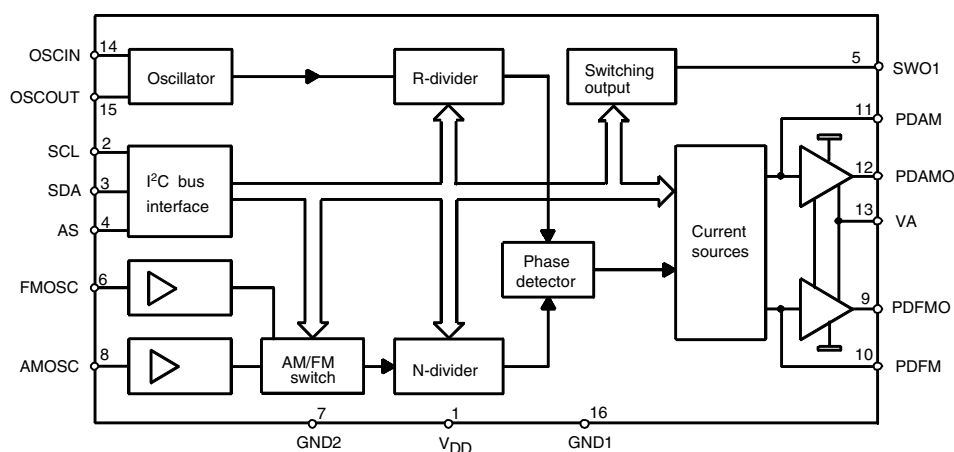 OSCIN
14
OSCOUT
15
Oscillator
R-divider
Switching
output
5
SWO1
11
PDAM
SCL
2
SDA
3
AS
4
I²C bus
interface
12
PDAMO
13
VA
Current
sources
Phase
detector
FMOSC
6
9
PDFMO
AMOSC
8
AM/FM
switch
N-divider
10
PDFM
7
GND2
1
VDD
16
GND1